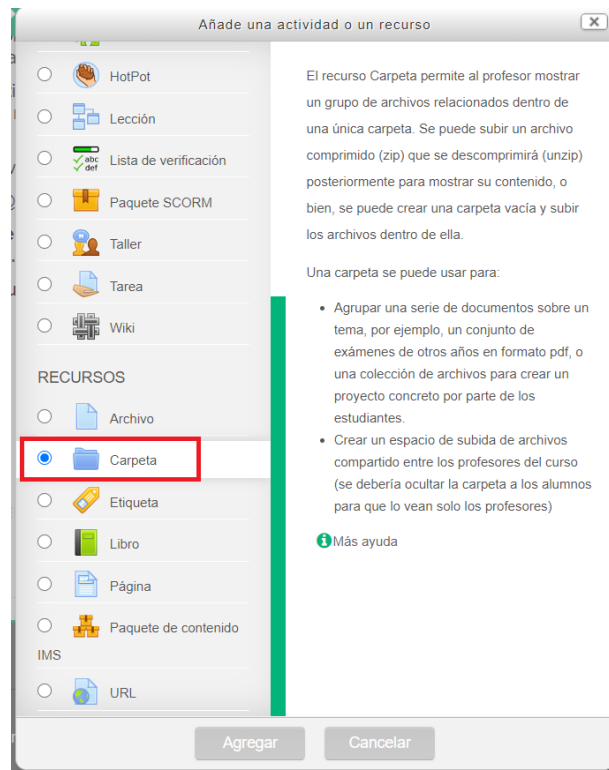 Añade una actividad o un recurso
HotPot
Lección
abc
def
Lista de verificación
Paquete SCORM
Taller
Tarea
Wiki
RECURSOS
Archivo
Carpeta
Etiqueta
Libro
Página
Paquete de contenido
IMS
URL
El recurso Carpeta permite al profesor mostrar
un grupo de archivos relacionados dentro de
una única carpeta. Se puede subir un archivo
comprimido (zip) que se descomprimirá (unzip)
posteriormente para mostrar su contenido, o
bien, se puede crear una carpeta vacía y subir
los archivos dentro de ella.
Una carpeta se puede usar para:
• Agrupar una serie de documentos sobre un
tema, por ejemplo, un conjunto de
exámenes de otros años en formato pdf, o
una colección de archivos para crear un
proyecto concreto por parte de los
estudiantes.
• Crear un espacio de subida de archivos
compartido entre los profesores del curso
(se debería ocultar la carpeta a los alumnos
para que lo vean solo los profesores)
Más ayuda
Agregar
Cancelar